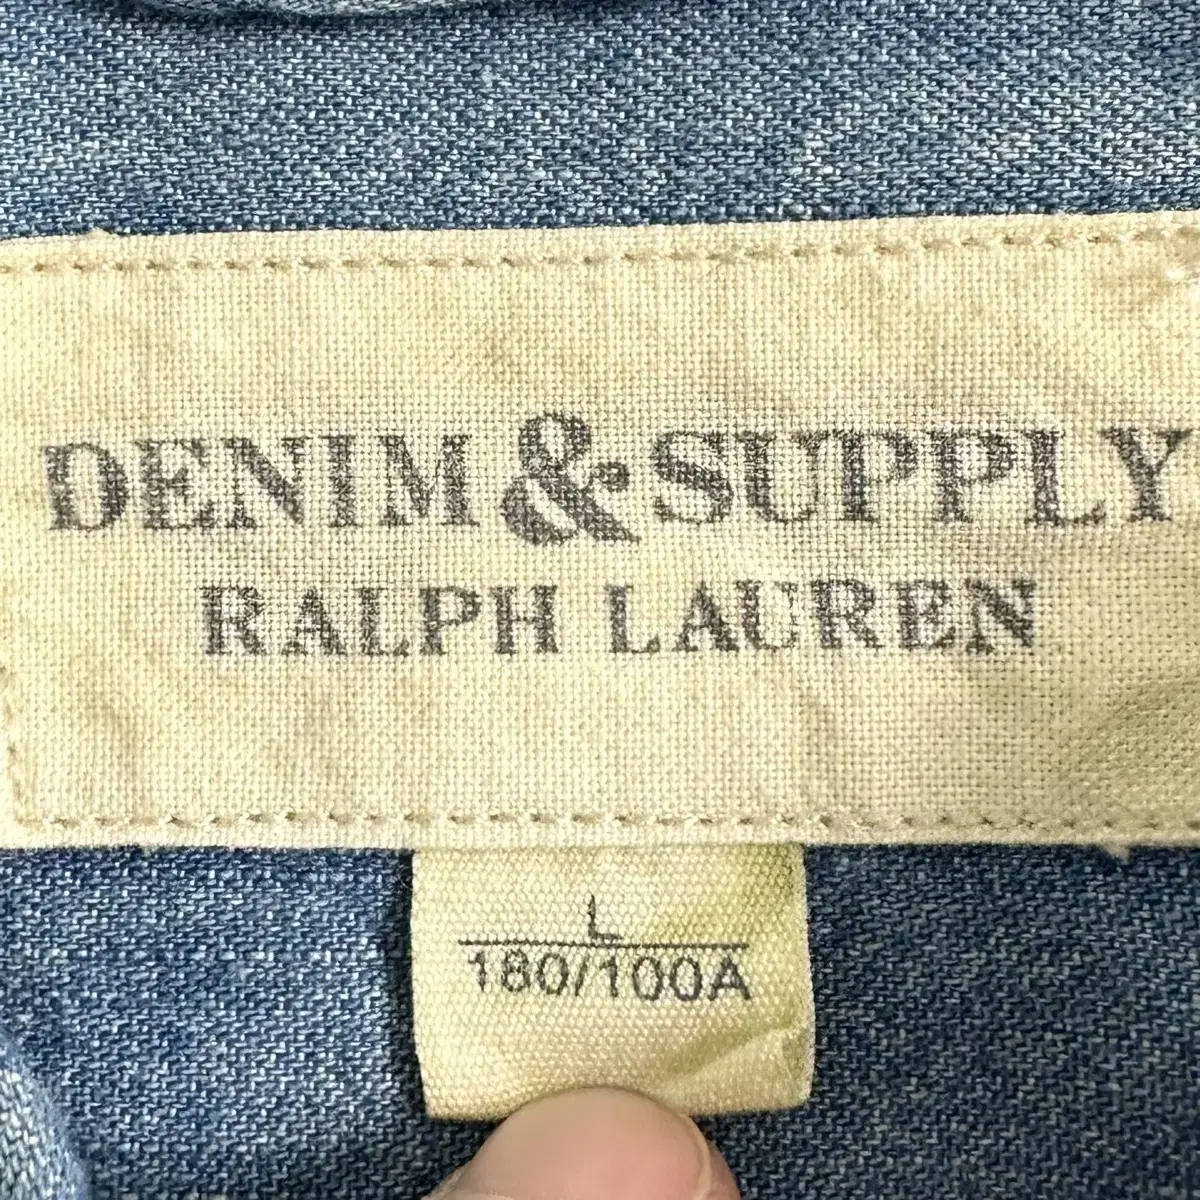 DENIM & SUPPLY
RALPH LAUREN
L
180/100A